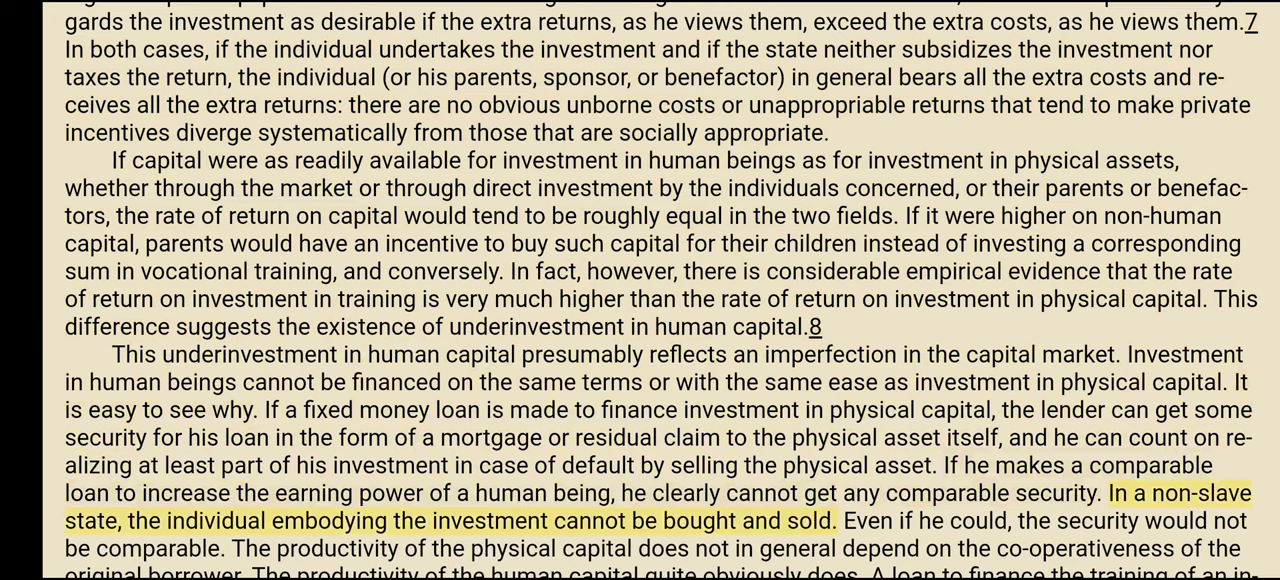 gards the investment as desirable if the extra returns, as he views them, exceed the extra costs, as he views them.7
In both cases, if the individual undertakes the investment and if the state neither subsidizes the investment nor
taxes the return, the individual (or his parents, sponsor, or benefactor) in general bears all the extra costs and re-
ceives all the extra returns: there are no obvious unborne costs or unappropriable returns that tend to make private
incentives diverge systematically from those that are socially appropriate.
If capital were as readily available for investment in human beings as for investment in physical assets,
whether through the market or through direct investment by the individuals concerned, or their parents or benefac-
tors, the rate of return on capital would tend to be roughly equal in the two fields. If it were higher on non-human
capital, parents would have an incentive to buy such capital for their children instead of investing a corresponding
sum in vocational training, and conversely. In fact, however, there is considerable empirical evidence that the rate
of return on investment in training is very much higher than the rate of return on investment in physical capital. This
difference suggests the existence of underinvestment in human capital.8
This underinvestment in human capital presumably reflects an imperfection in the capital market. Investment
in human beings cannot be financed on the same terms or with the same ease as investment in physical capital. It
is easy to see why. If a fixed money loan is made to finance investment in physical capital, the lender can get some
security for his loan in the form of a mortgage or residual claim to the physical asset itself, and he can count on re-
alizing at least part of his investment in case of default by selling the physical asset. If he makes a comparable
loan to increase the earning power of a human being, he clearly cannot get any comparable security. In a non-slave
state, the individual embodying the investment cannot be bought and sold. Even if he could, the security would not
be comparable. The productivity of the physical capital does not in general depend on the co-operativeness of the
original borrower. The productivity of the human capital quite obviously does. A loan to finance the training of an in-